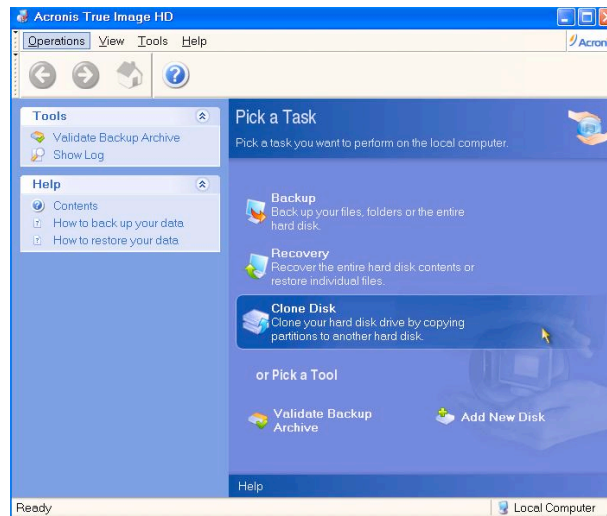 Acronis True Image HD
Operations View Tools Help
Acron
Tools
Validate Backup Archive
Show Log
Help
Contents
How to back up your data
How to restore your data
Pick a Task
Pick a task you want to perform on the local computer.
Backup
Back up your files, folders or the entire
hard disk.
Recovery
Recover the entire hard disk contents or
restore individual files.
Clone Disk
Clone your hard disk drive by copying
partitions to another hard disk.
or Pick a Tool
Validate Backup
Archive
Add New Disk
Help
Ready
Local Computer